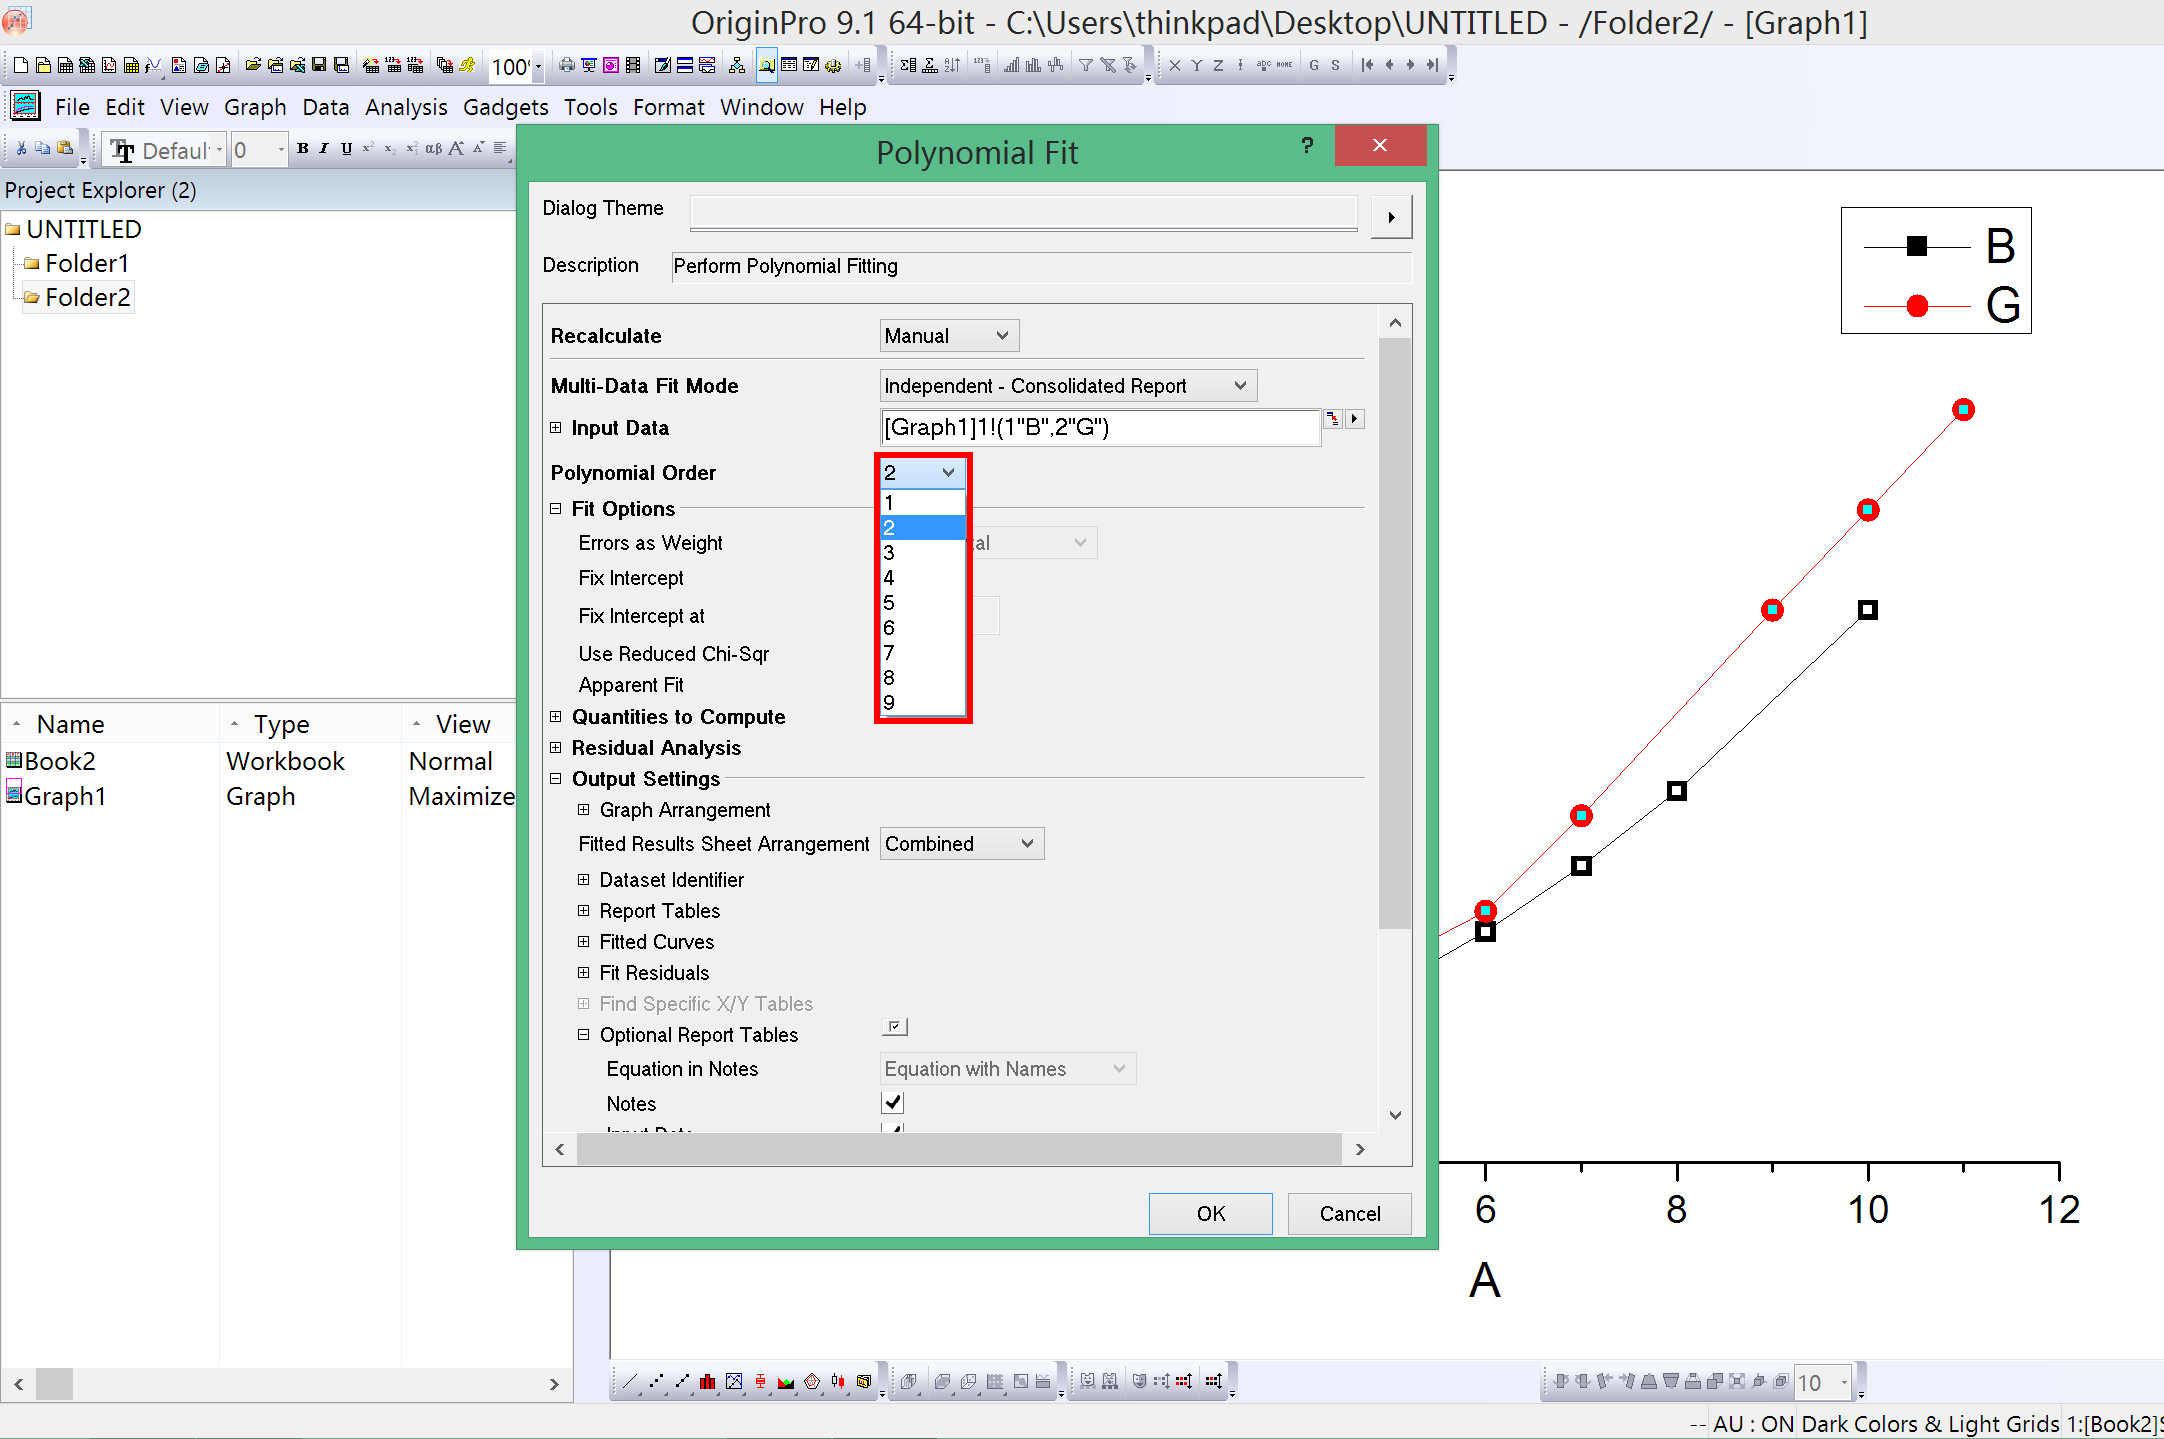 OriginPro 9.1 64-bit - C:\Users\thinkpad\Desktop\UNTITLED - /Folder2/ - [Graph1]
File Edit View Graph Data Analysis Gadgets Tools Format Window Help
Polynomial Fit
Project Explorer (2)
UNTITLED
Folder1
Folder2
Name Type View
Book2 Workbook Normal
Graph1 Graph Maximize
Dialog Theme
Description Perform Polynomial Fitting
Recalculate Manual
Multi-Data Fit Mode Independent - Consolidated Report
Input Data [Graph1]1!(1"B",2"G")
Polynomial Order 2
1
2
3
4
5
6
7
8
9
Fit Options
Errors as Weight
Fix Intercept
Fix Intercept at
Use Reduced Chi-Sqr
Apparent Fit
Quantities to Compute
Residual Analysis
Output Settings
Graph Arrangement
Fitted Results Sheet Arrangement Combined
Dataset Identifier
Report Tables
Fitted Curves
Fit Residuals
Find Specific X/Y Tables
Optional Report Tables
Equation in Notes Equation with Names
Notes
OK Cancel
B
G
6 8 10 12
A
10
-- AU : ON Dark Colors & Light Grids 1:[Book2]S